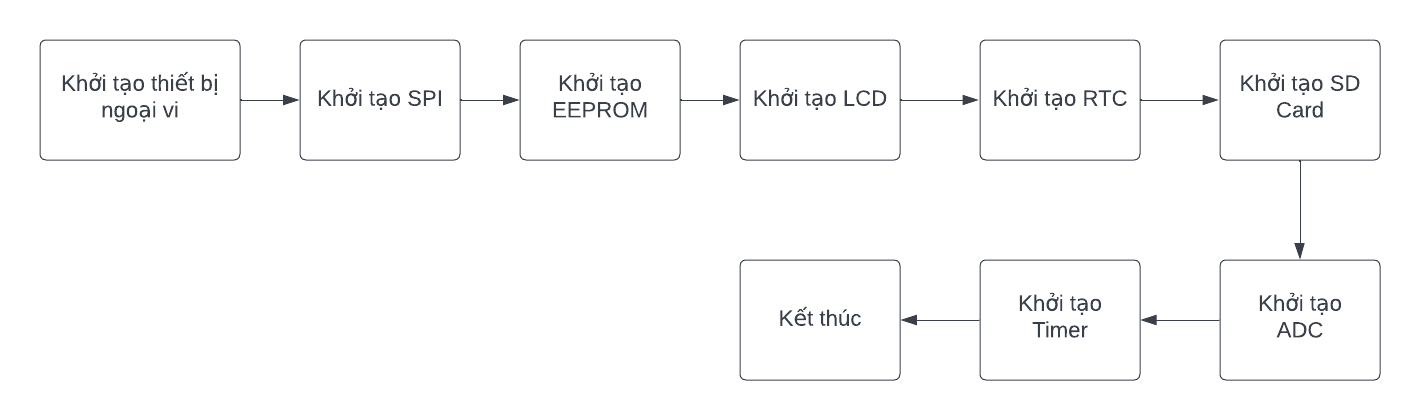 Khởi tạo thiết bị
ngoại vi
Khởi tạo SPI
Khởi tạo
EEPROM
Khởi tạo LCD
Khởi tạo RTC
Khởi tạo SD
Card
Khởi tạo
ADC
Khởi tạo
Timer
Kết thúc